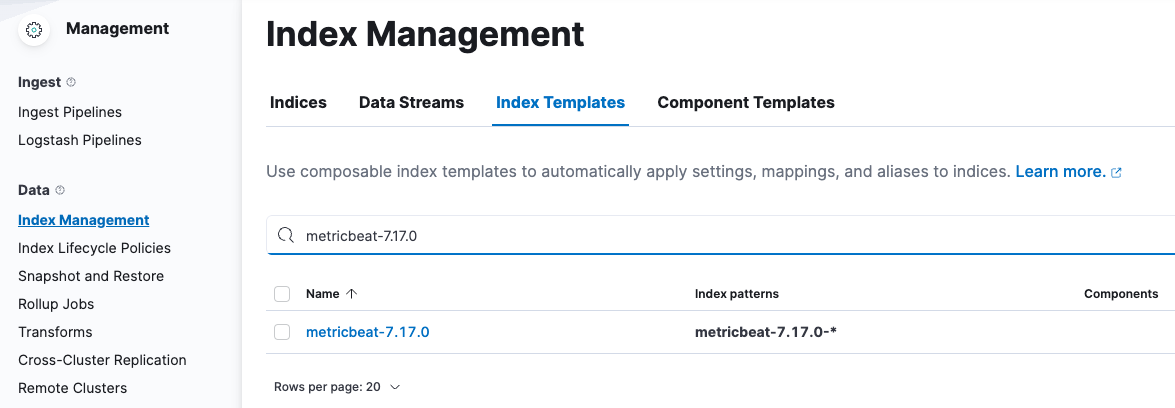 Management
Ingest
Ingest Pipelines
Logstash Pipelines
Data
Index Management
Index Lifecycle Policies
Snapshot and Restore
Rollup Jobs
Transforms
Cross-Cluster Replication
Remote Clusters
Index Management
Indices Data Streams Index Templates Component Templates
Use composable index templates to automatically apply settings, mappings, and aliases to indices. Learn more.
metricbeat-7.17.0
Name Index patterns Components
metricbeat-7.17.0 metricbeat-7.17.0-*
Rows per page: 20